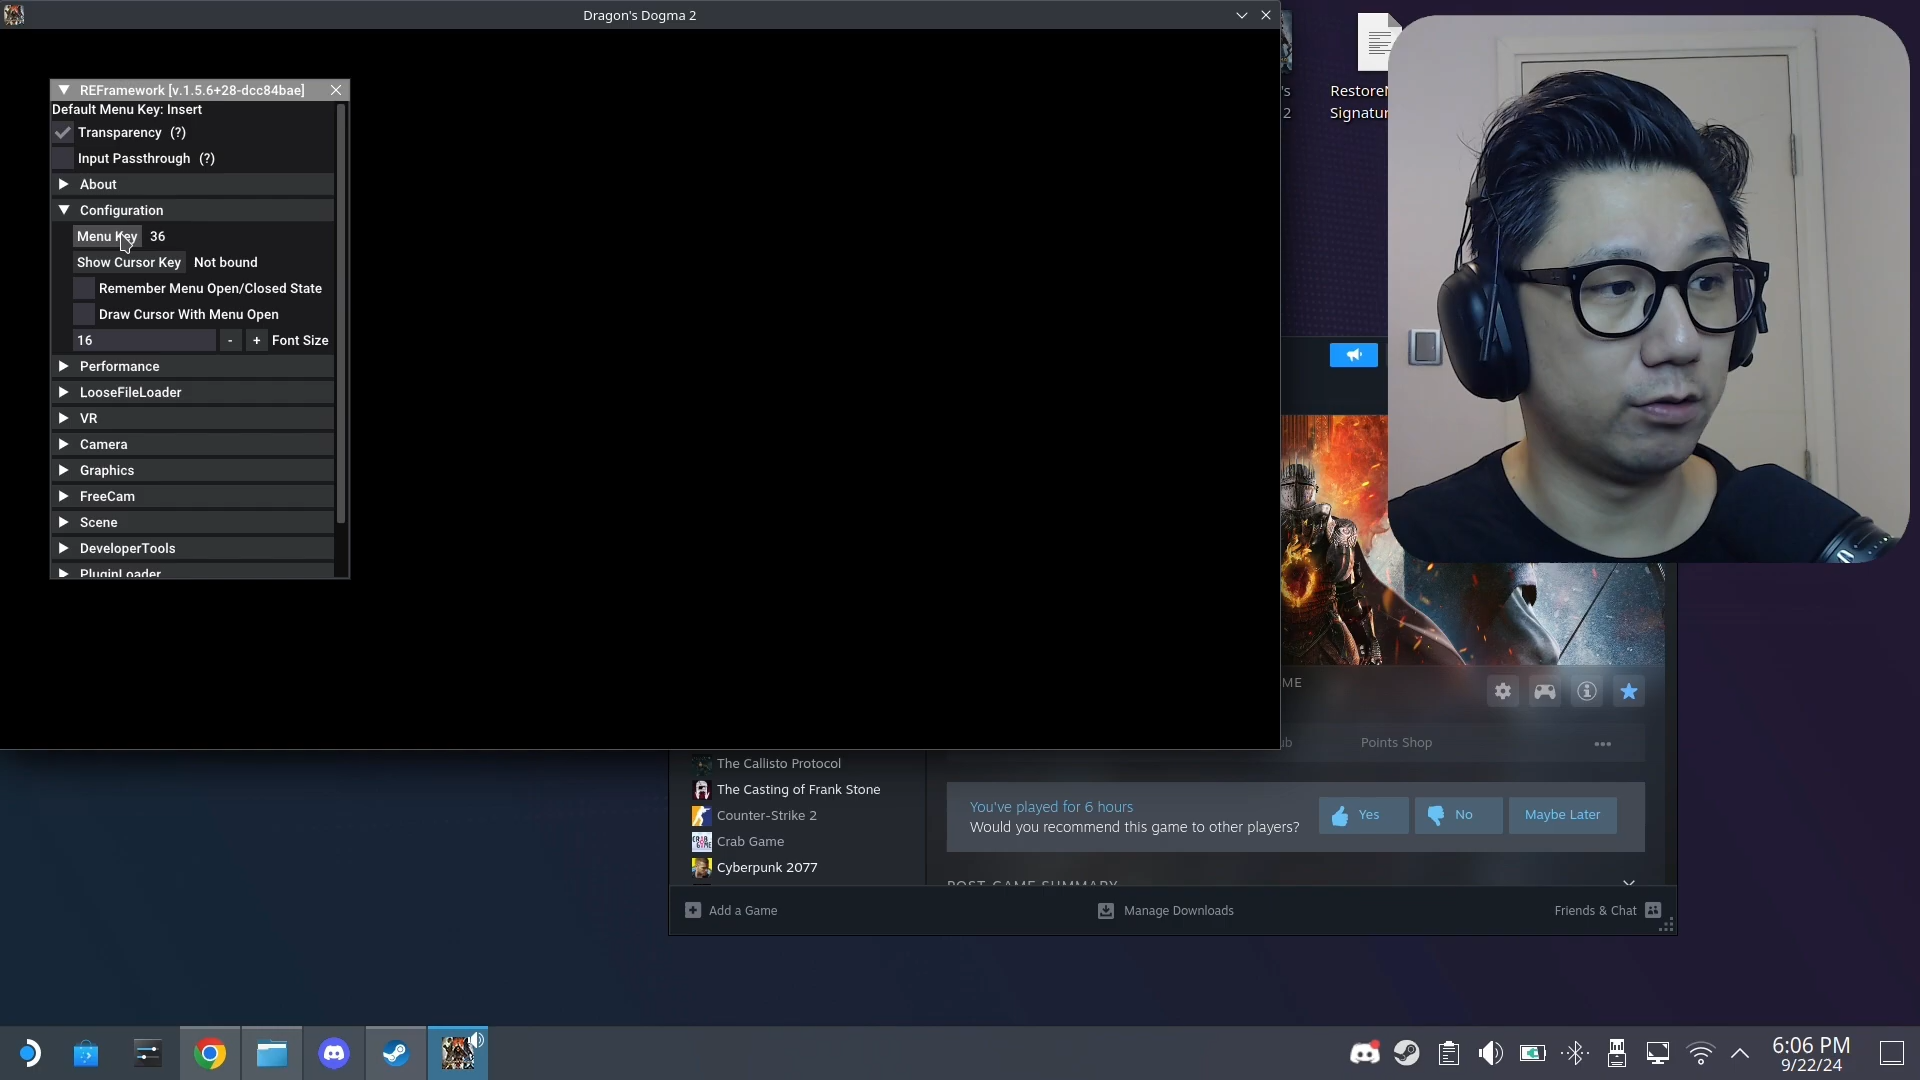 Dragon's Dogma 2
REFramework [v.1.5.6+28-dcc84bae]
Default Menu Key: Insert
Transparency (?)
Input Passthrough (?)
About
Configuration
Menu Key 36
Show Cursor Key Not bound
Remember Menu Open/Closed State
Draw Cursor With Menu Open
16 - + Font Size
Performance
LooseFileLoader
VR
Camera
Graphics
FreeCam
Scene
DeveloperTools
PluginLoader
's
2
ME
Points Shop
The Callisto Protocol
The Casting of Frank Stone
Counter-Strike 2
Crab Game
Cyberpunk 2077
You've played for 6 hours
Would you recommend this game to other players?
Yes
No
Maybe Later
POST-GAME SUMMARY
Add a Game
Manage Downloads
Friends & Chat
6:06 PM
9/22/24